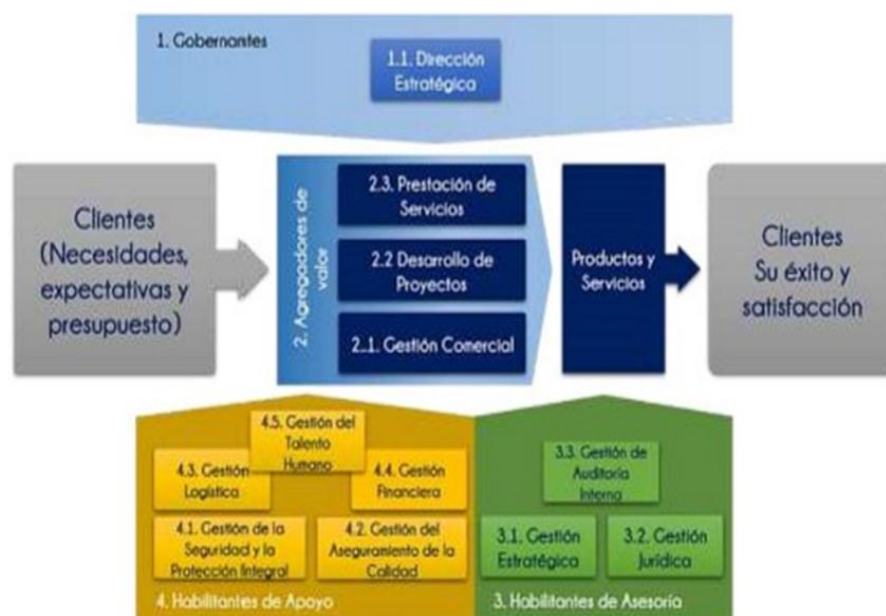 1. Gobernantes
1.1. Dirección
Estratégica
Clientes
(Necesidades,
expectativas y
presupuesto)
2. Agregadores de
valor
2.3. Prestación de
Servicios
2.2 Desarrollo de
Proyectos
2.1. Gestión Comercial
Productos y
Servicios
Clientes
Su éxito y
satisfacción
4.5. Gestión del
Talento
Humano
4.3. Gestión
Logística
4.4. Gestión
Financiera
4.1. Gestión de la
Seguridad y la
Protección Integral
4.2. Gestión del
Aseguramiento de la
Calidad
4. Habilitantes de Apoyo
3.3. Gestión de
Auditoría
Interna
3.1. Gestión
Estratégica
3.2. Gestión
Jurídica
3. Habilitantes de Asesoría